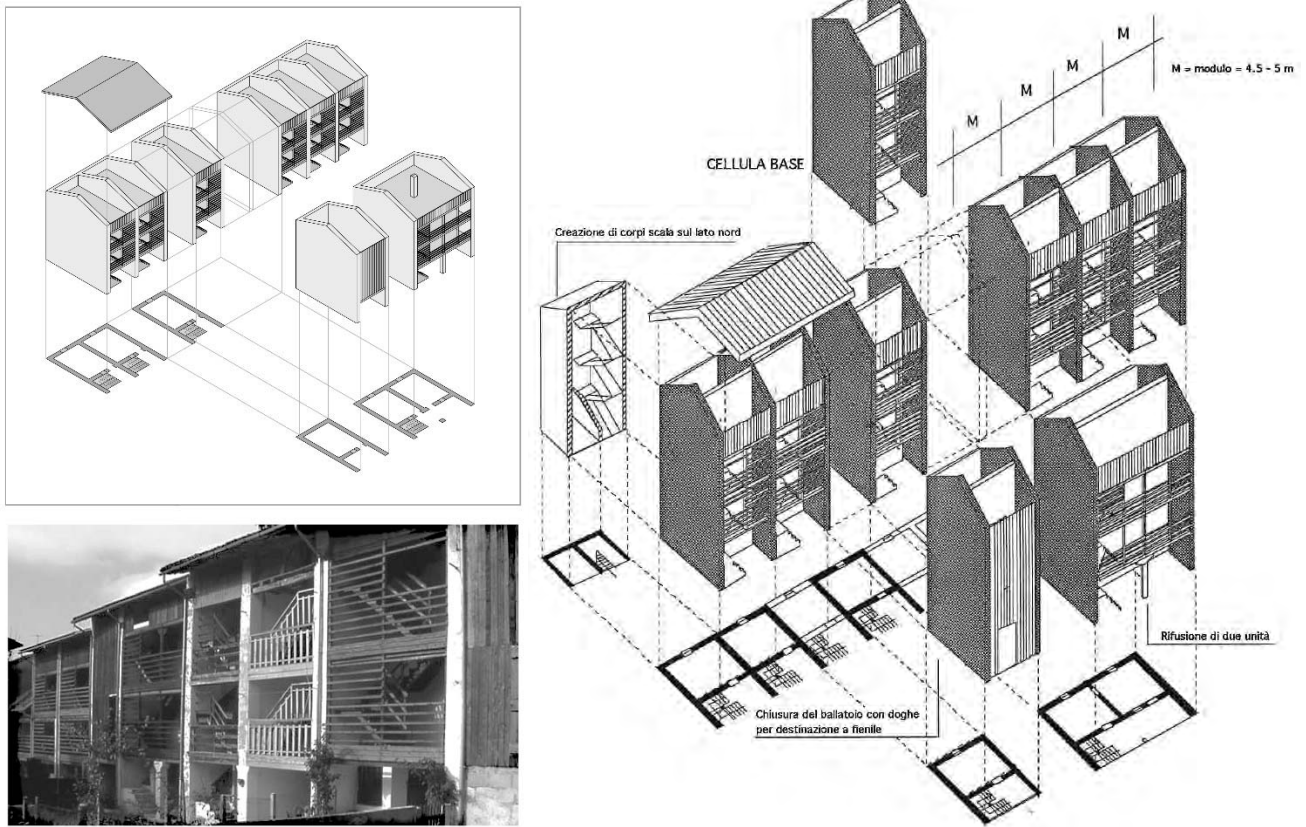 M
M
M
M
M = modulo = 4.5 - 5 m
CELLULA BASE
Creazione di corpi scala sul lato nord
Rifusione di due unità
Chiusura del ballatoio con doghe
per destinazione a fienile